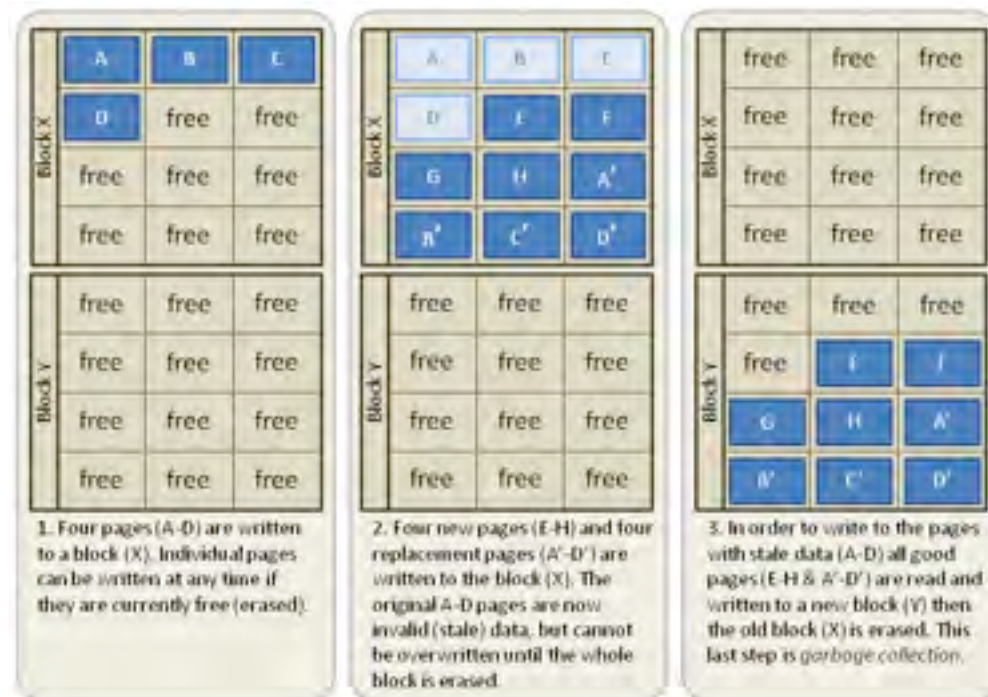 Block X
A B C
D free free
free free free
free free free
Block Y
free free free
free free free
free free free
free free free
1. Four pages (A-D) are written
to a block (X). Individual pages
can be written at any time if
they are currently free (erased).
Block X
A B C
D E F
G H A'
B' C' D'
Block Y
free free free
free free free
free free free
free free free
2. Four new pages (E-H) and four
replacement pages (A'-D') are
written to the block (X). The
original A-D pages are now
invalid (stale) data, but cannot
be overwritten until the whole
block is erased.
Block X
free free free
free free free
free free free
free free free
Block Y
free free free
free E F
G H A'
B' C' D'
3. In order to write to the pages
with stale data (A-D) all good
pages (E-H & A'-D') are read and
written to a new block (Y) then
the old block (X) is erased. This
last step is garbage collection.